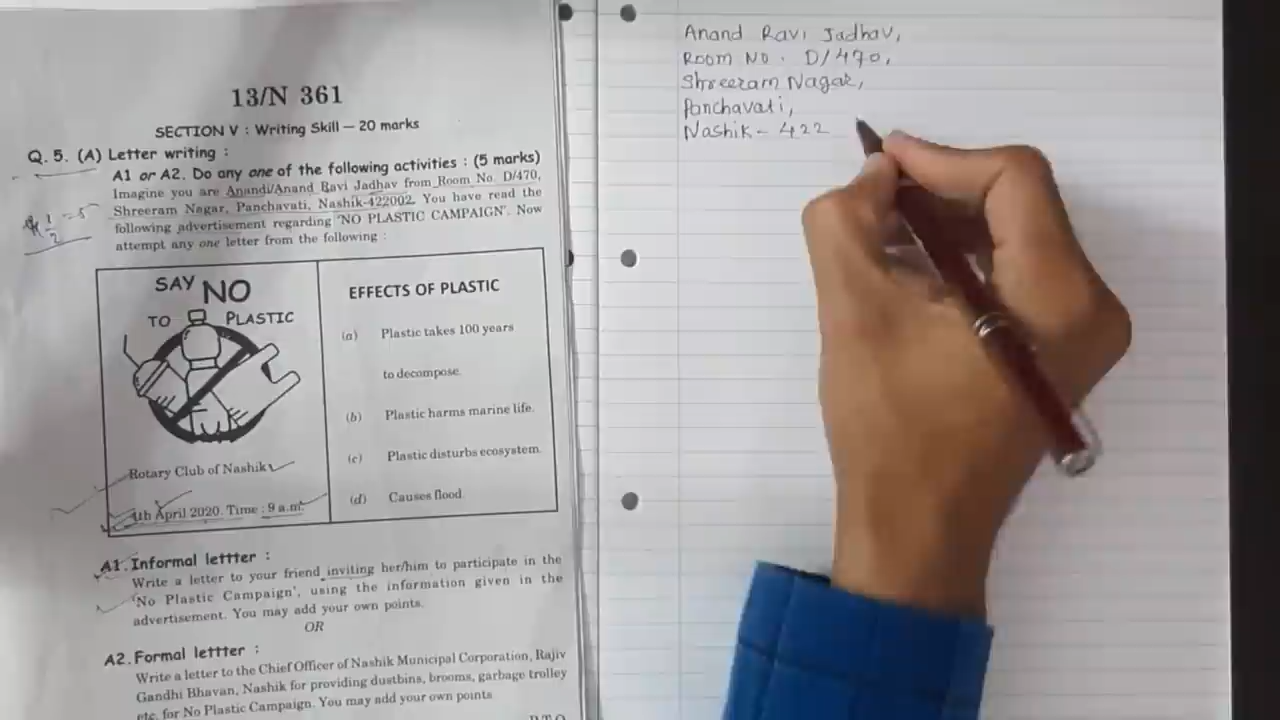 13/N 361
SECTION V : Writing Skill – 20 marks
Q. 5. (A) Letter writing :
A1 or A2. Do any one of the following activities : (5 marks)
Imagine you are Anandi/Anand Ravi Jadhav from Room No. D/470,
Shreeram Nagar, Panchavati, Nashik-422002. You have read the
following advertisement regarding 'NO PLASTIC CAMPAIGN'. Now
attempt any one letter from the following :
SAY NO
TO PLASTIC
Rotary Club of Nashik
4th April 2020. Time : 9 a.m.
EFFECTS OF PLASTIC
(a) Plastic takes 100 years
to decompose.
(b) Plastic harms marine life.
(c) Plastic disturbs ecosystem.
(d) Causes flood.
A1. Informal lettter :
Write a letter to your friend inviting her/him to participate in the
'No Plastic Campaign', using the information given in the
advertisement. You may add your own points.
OR
A2. Formal lettter :
Write a letter to the Chief Officer of Nashik Municipal Corporation, Rajiv
Gandhi Bhavan, Nashik for providing dustbins, brooms, garbage trolley
etc. for No Plastic Campaign. You may add your own points
Anand Ravi Jadhav,
Room No. D/470,
Shreeram Nagar,
Panchavati,
Nashik - 422